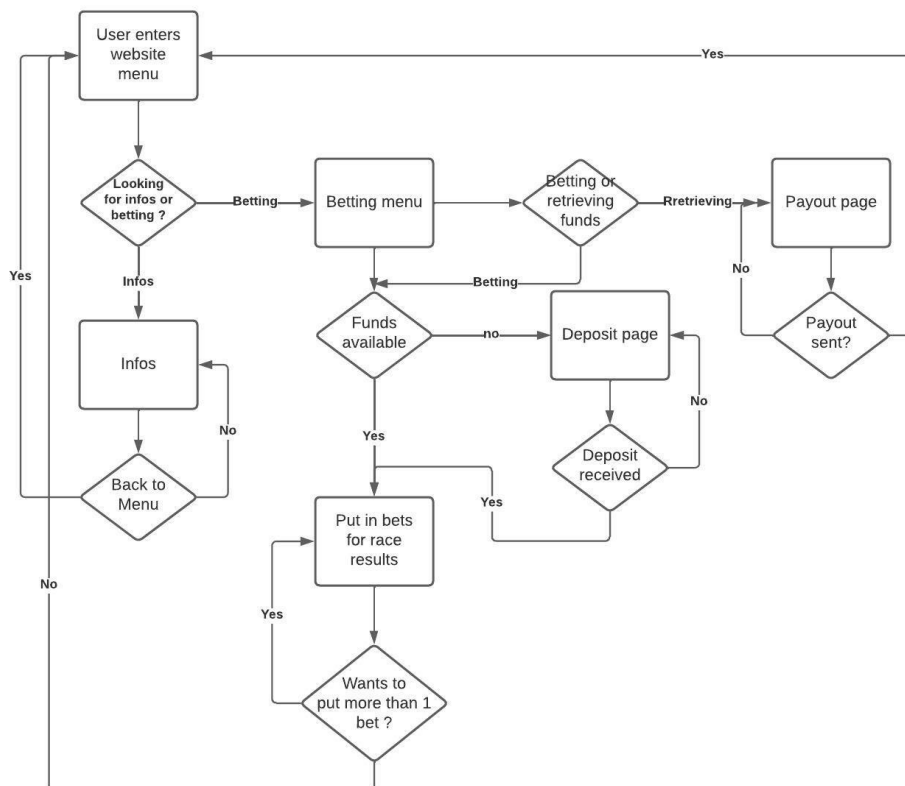 User enters
website
menu
Yes
Looking
for infos or
betting ?
Betting
Betting menu
Betting or
retrieving
funds
Rretrieving
Payout page
Yes
Infos
No
Betting
Funds
available
no
Deposit page
Payout
sent?
Infos
No
No
Yes
Back to
Menu
Deposit
received
Yes
Put in bets
for race
results
No
Yes
Wants to
put more than 1
bet ?